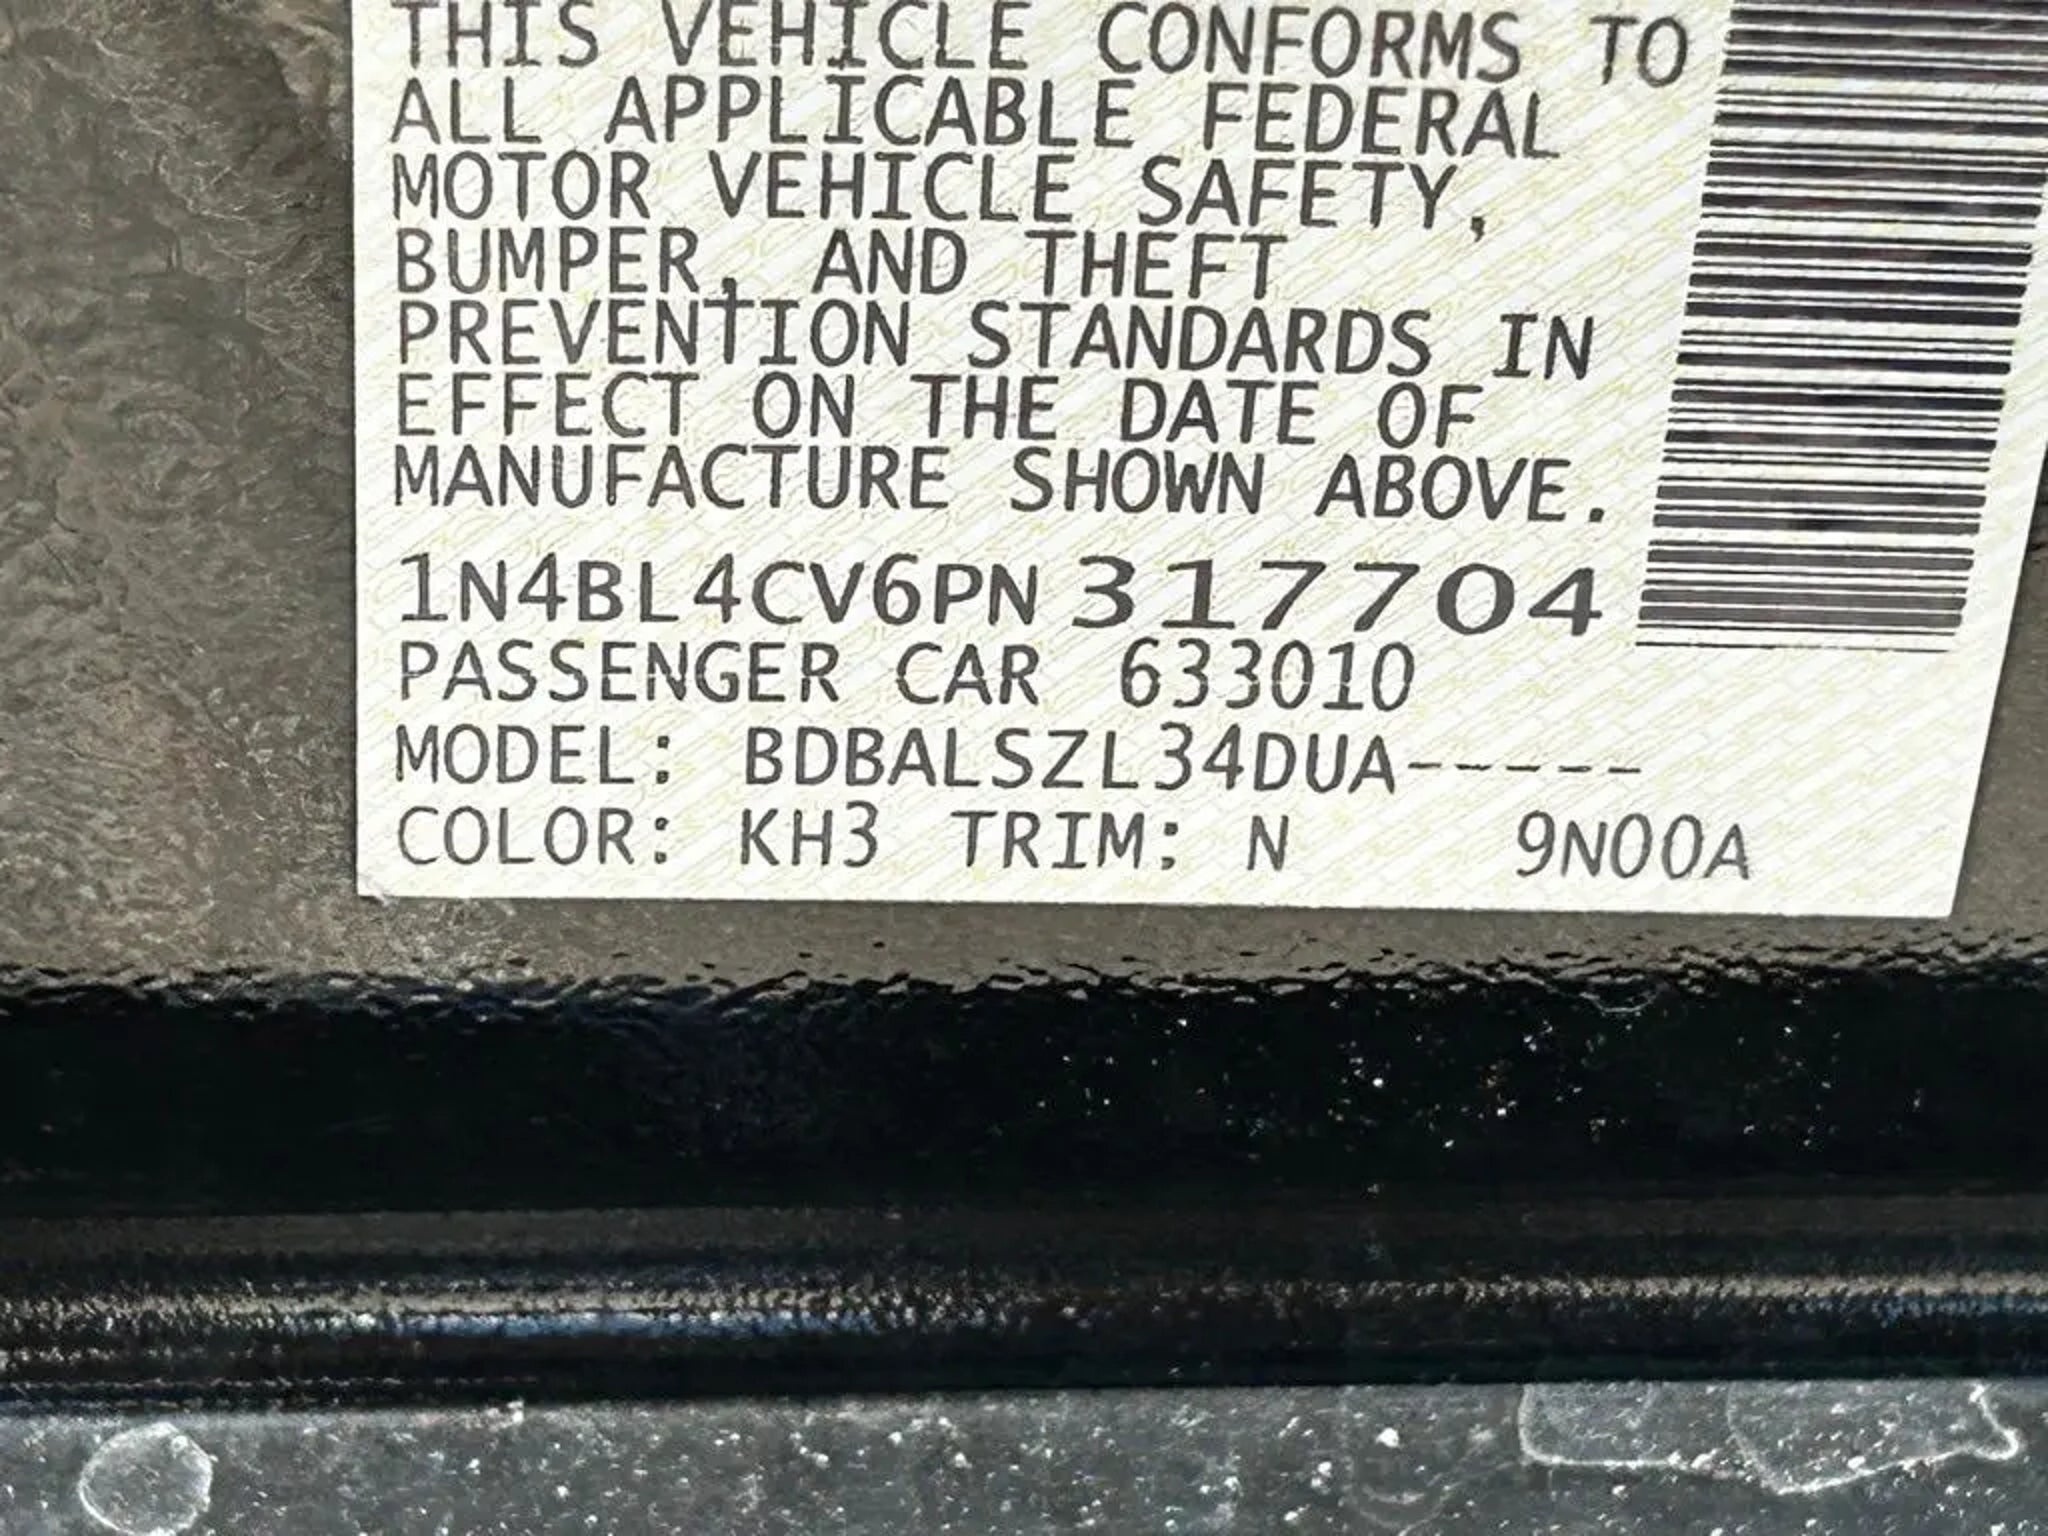 THIS VEHICLE CONFORMS TO
ALL APPLICABLE FEDERAL
MOTOR VEHICLE SAFETY,
BUMPER, AND THEFT
PREVENTION STANDARDS IN
EFFECT ON THE DATE OF
MANUFACTURE SHOWN ABOVE.
1N4BL4CV6PN317704
PASSENGER CAR 633010
MODEL: BDBALSZL34DUA-----
COLOR: KH3 TRIM: N 9N00A